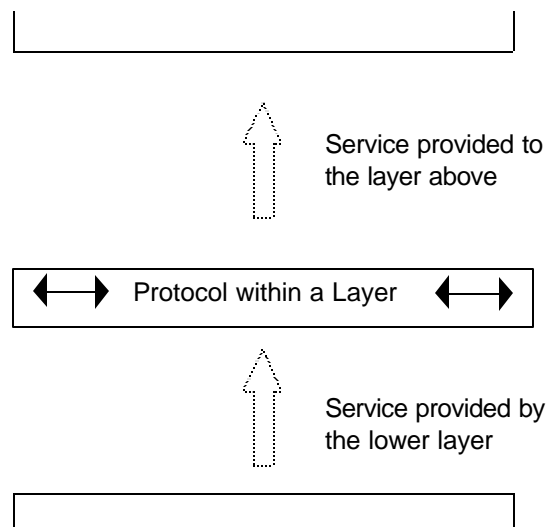 Service provided to
the layer above
Protocol within a Layer
Service provided by
the lower layer